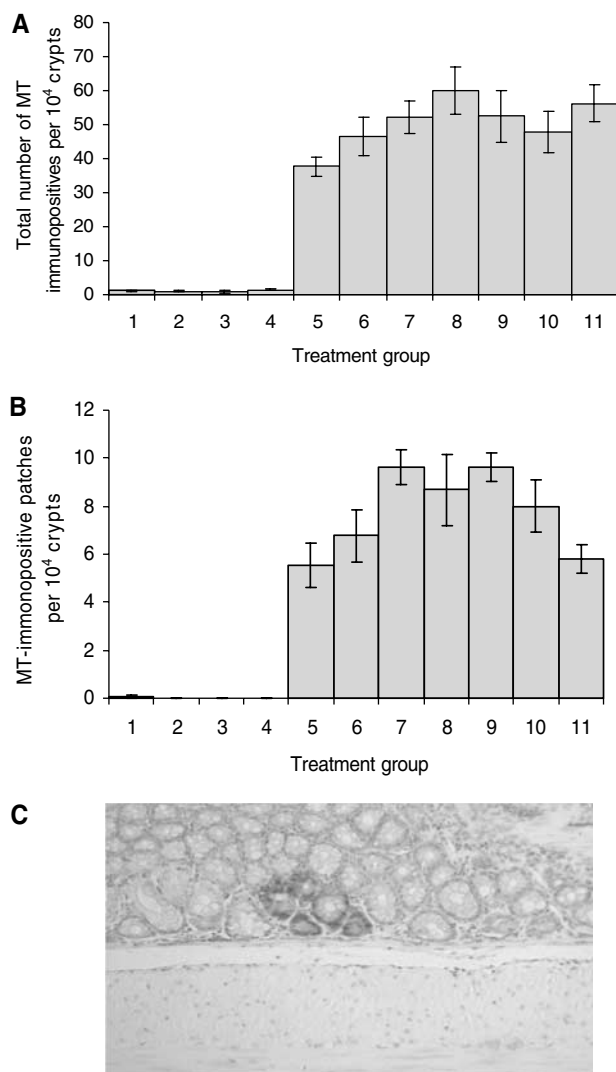 A
Total number of MT
immunopositives per 10⁴ crypts
80
70
60
50
40
30
20
10
0
1 2 3 4 5 6 7 8 9 10 11
Treatment group
B
MT-immonopositive patches
per 10⁴ crypts
12
10
8
6
4
2
0
1 2 3 4 5 6 7 8 9 10 11
Treatment group
C